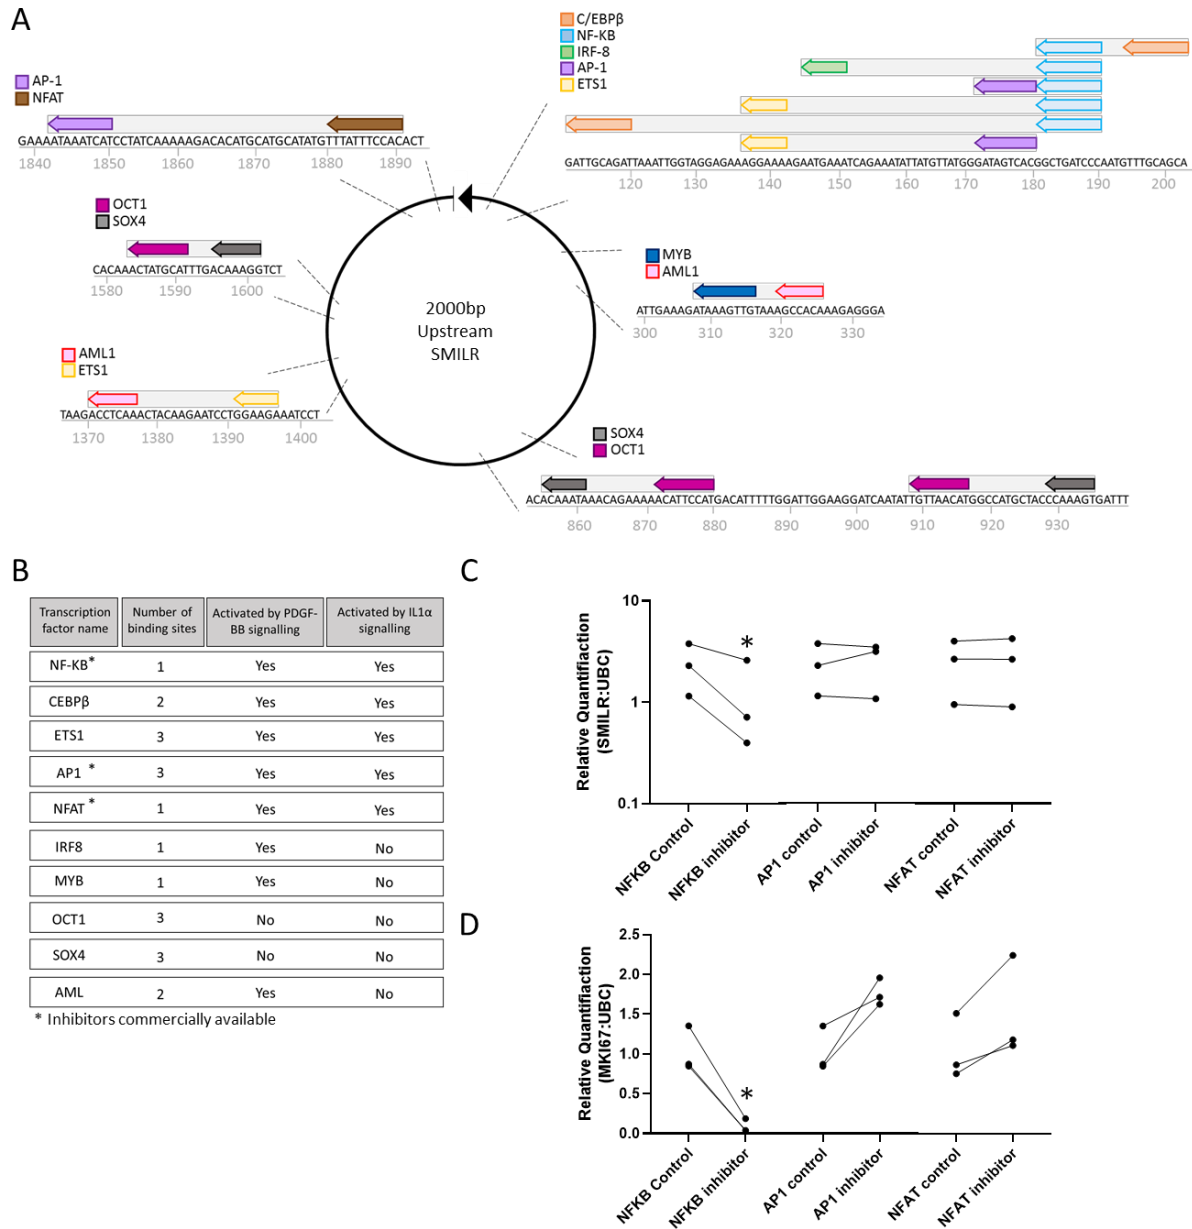 A
C/EBPβ
NF-KB
IRF-8
AP-1
ETS1
GATTGCAGATTAAATTGGTAGGAGAAAGGAAAAGAATGAAATCAGAAATATTATGTTATGGGATAGTCACGGCTGATCCCAATGTTTGCAGCA
120 130 140 150 160 170 180 190 200
AP-1
NFAT
GAAAATAAATCATCCTATCAAAAAGACACATGCATGCATATGTTTATTTCCACACT
1840 1850 1860 1870 1880 1890
OCT1
SOX4
CACAAACTATGCATTTGACAAAGGTCT
1580 1590 1600
MYB
AML1
ATTGAAAGATAAAGTTGTAAAGCCACAAAGAGGGA
300 310 320 330
2000bp
Upstream
SMILR
AML1
ETS1
TAAGACCTCAAACTACAAGAATCCTGGAAGAAATCCT
1370 1380 1390 1400
SOX4
OCT1
ACACAAATAAACAGAAAAACATTCCATGACATTTTTGGATTGGAAGGATCAATATTGTTAACATGGCCATGCTACCCAAAGTGATTT
860 870 880 890 900 910 920 930
B
Transcription factor name Number of binding sites Activated by PDGF-BB signalling Activated by IL1α signalling
NF-KB* 1 Yes Yes
CEBPβ 2 Yes Yes
ETS1 3 Yes Yes
AP1 * 3 Yes Yes
NFAT* 1 Yes Yes
IRF8 1 Yes No
MYB 1 Yes No
OCT1 3 No No
SOX4 3 No No
AML 2 Yes No
* Inhibitors commercially available
C
Relative Quantifiaction
(SMILR:UBC)
10
1
0.1
*
NFKB Control
NFKB inhibitor
AP1 control
AP1 inhibitor
NFAT control
NFAT inhibitor
D
Relative Quantifiaction
(MKI67:UBC)
2.5
2.0
1.5
1.0
0.5
0.0
*
NFKB Control
NFKB inhibitor
AP1 control
AP1 inhibitor
NFAT control
NFAT inhibitor